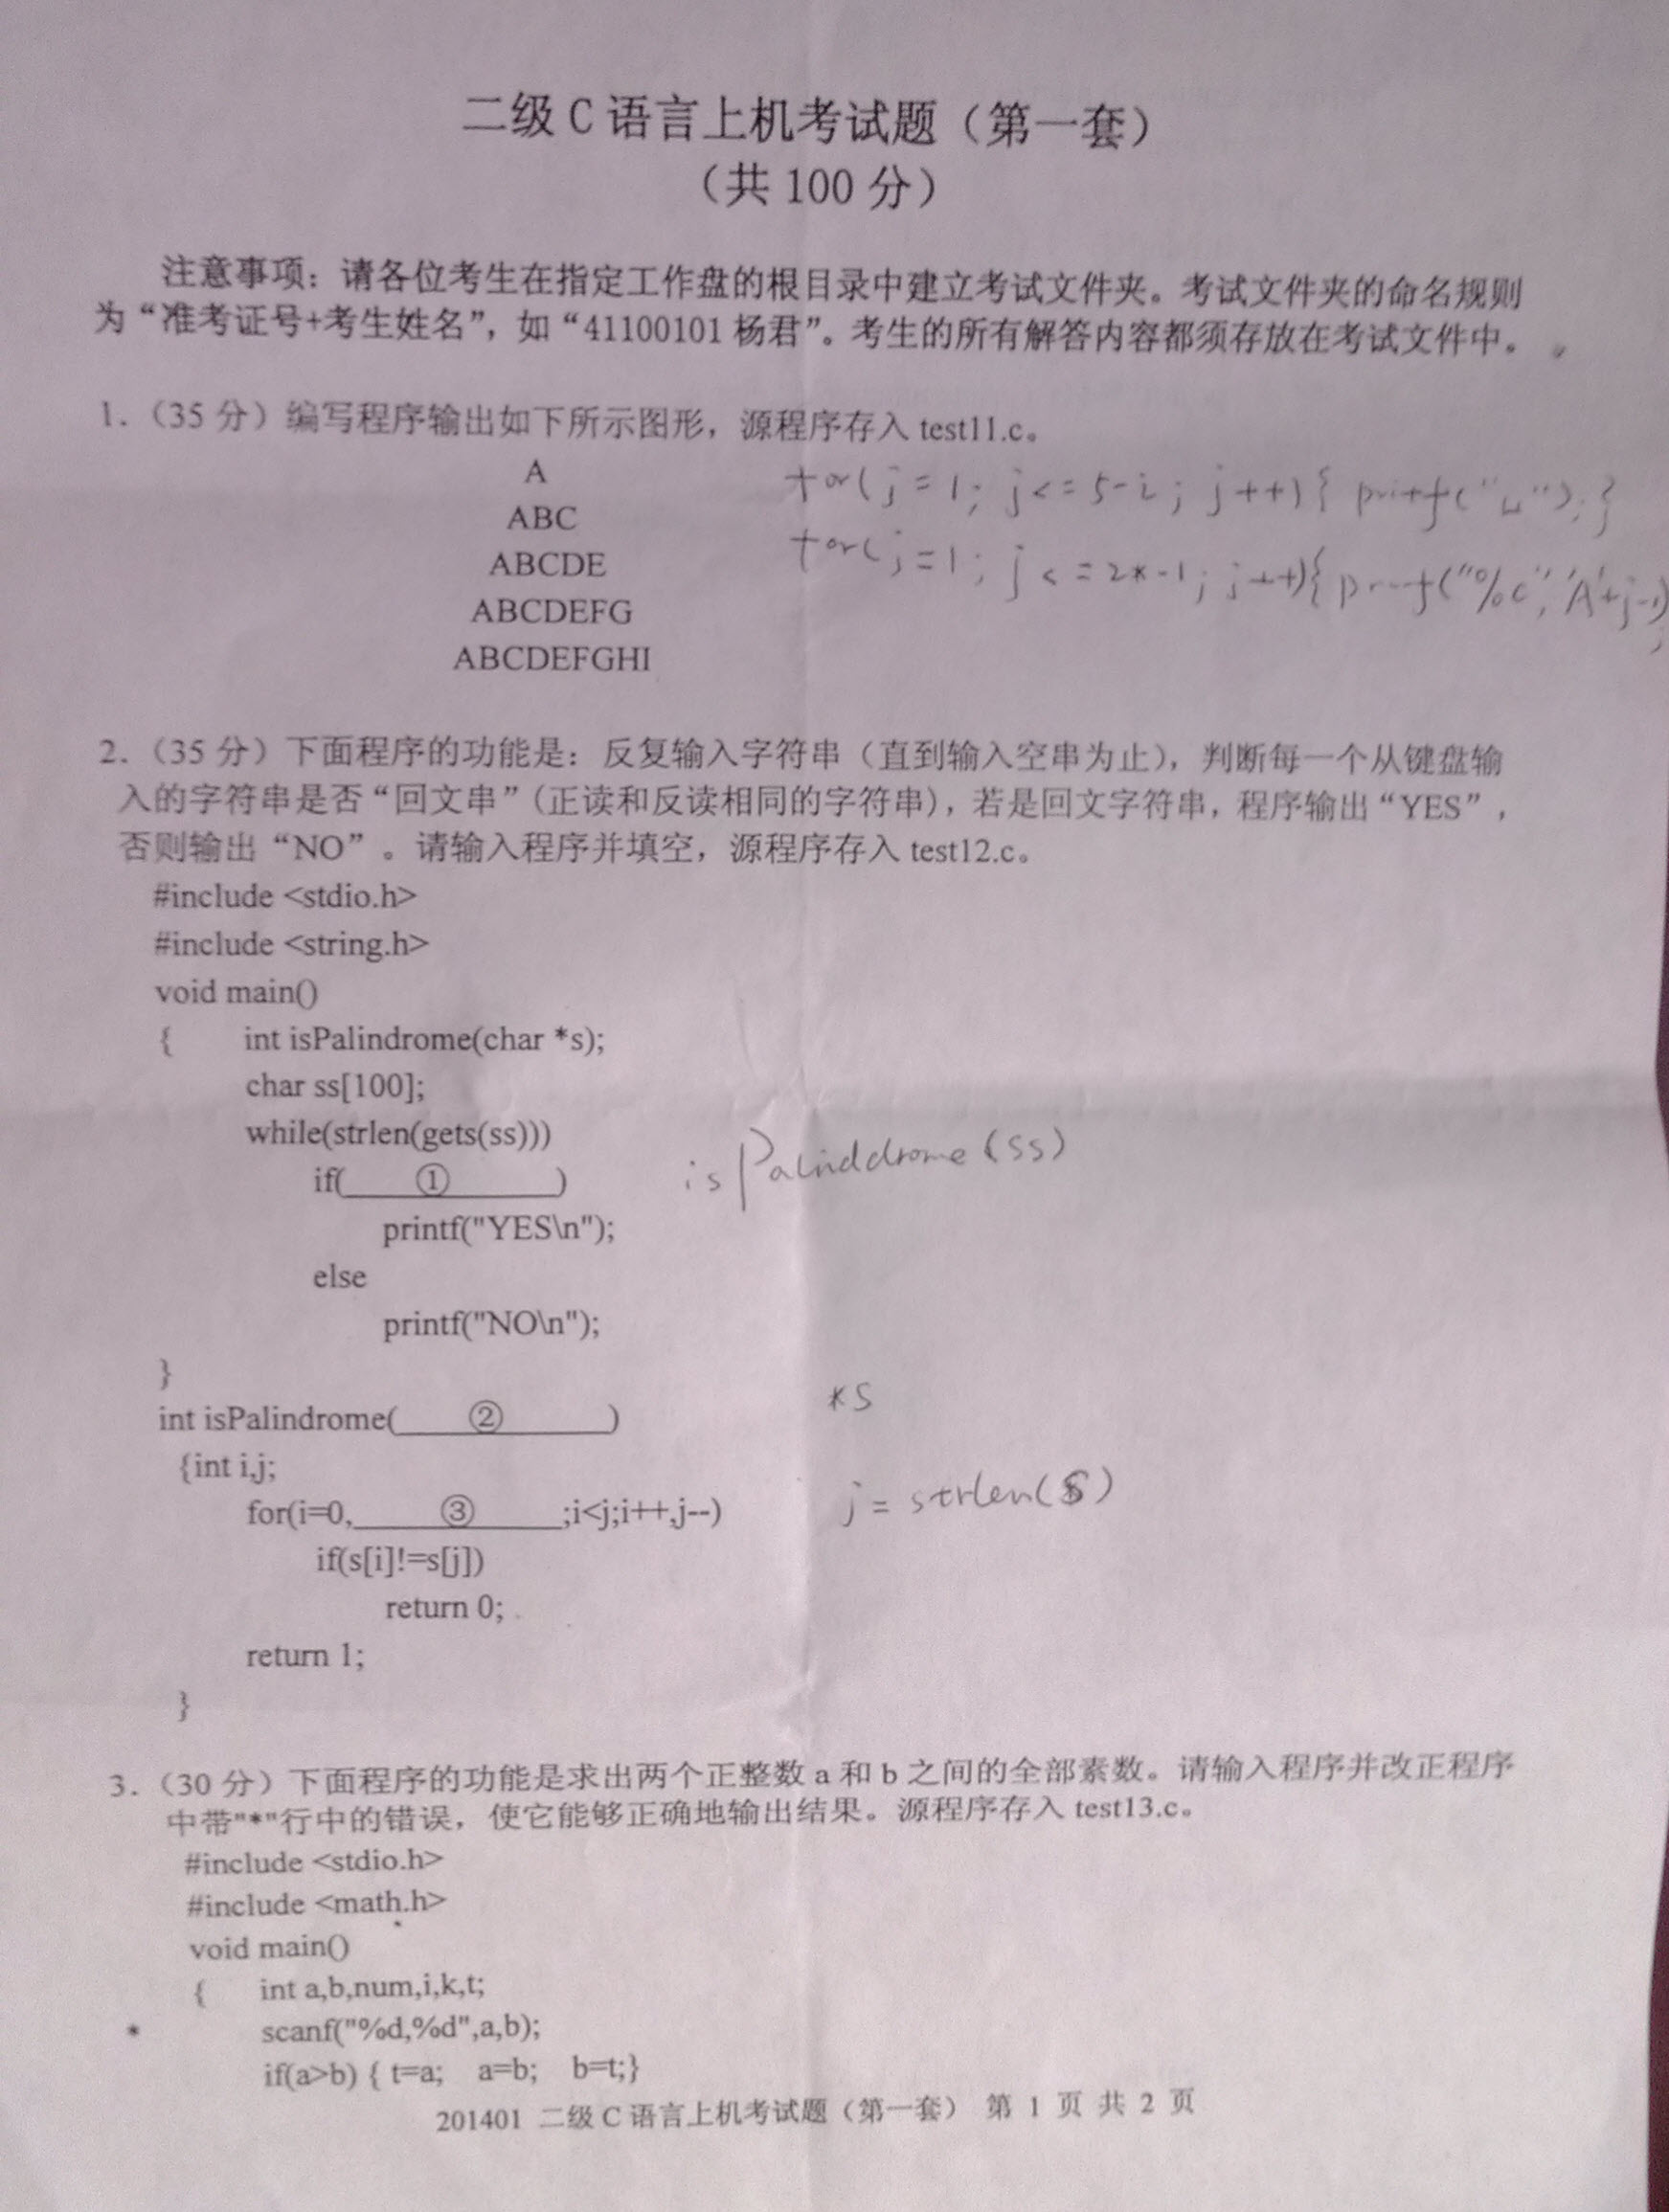 二级 C 语言上机考试题（第一套）
（共 100 分）
注意事项：请各位考生在指定工作盘的根目录中建立考试文件夹。考试文件夹的命名规则
为“准考证号+考生姓名”，如“41100101 杨君”。考生的所有解答内容都须存放在考试文件中。
1.（35 分）编写程序输出如下所示图形，源程序存入 test11.c。
A
for(j=1; j<=5-i; j++){ printf("␣");}
ABC
for(j=1; j<=2*-1; j++){ printf("%c",'A'+j-1);
ABCDE
ABCDEFG
ABCDEFGHI
2.（35 分）下面程序的功能是：反复输入字符串（直到输入空串为止），判断每一个从键盘输
入的字符串是否“回文串”(正读和反读相同的字符串)，若是回文字符串，程序输出“YES”，
否则输出“NO”。请输入程序并填空，源程序存入 test12.c。
#include <stdio.h>
#include <string.h>
void main()
{ int isPalindrome(char *s);
char ss[100];
while(strlen(gets(ss)))
if(____①____) isPalinddrome(ss)
printf("YES\n");
else
printf("NO\n");
}
int isPalindrome(____②____) *s
{int i,j;
for(i=0,____③____;i<j;i++,j--) j = strlen(s)
if(s[i]!=s[j])
return 0;
return 1;
}
3.（30 分）下面程序的功能是求出两个正整数 a 和 b 之间的全部素数。请输入程序并改正程序
中带"*"行中的错误，使它能够正确地输出结果。源程序存入 test13.c。
#include <stdio.h>
#include <math.h>
void main()
{ int a,b,num,i,k,t;
* scanf("%d,%d",a,b);
if(a>b) { t=a; a=b; b=t;}
201401 二级 C 语言上机考试题（第一套） 第 1 页 共 2 页